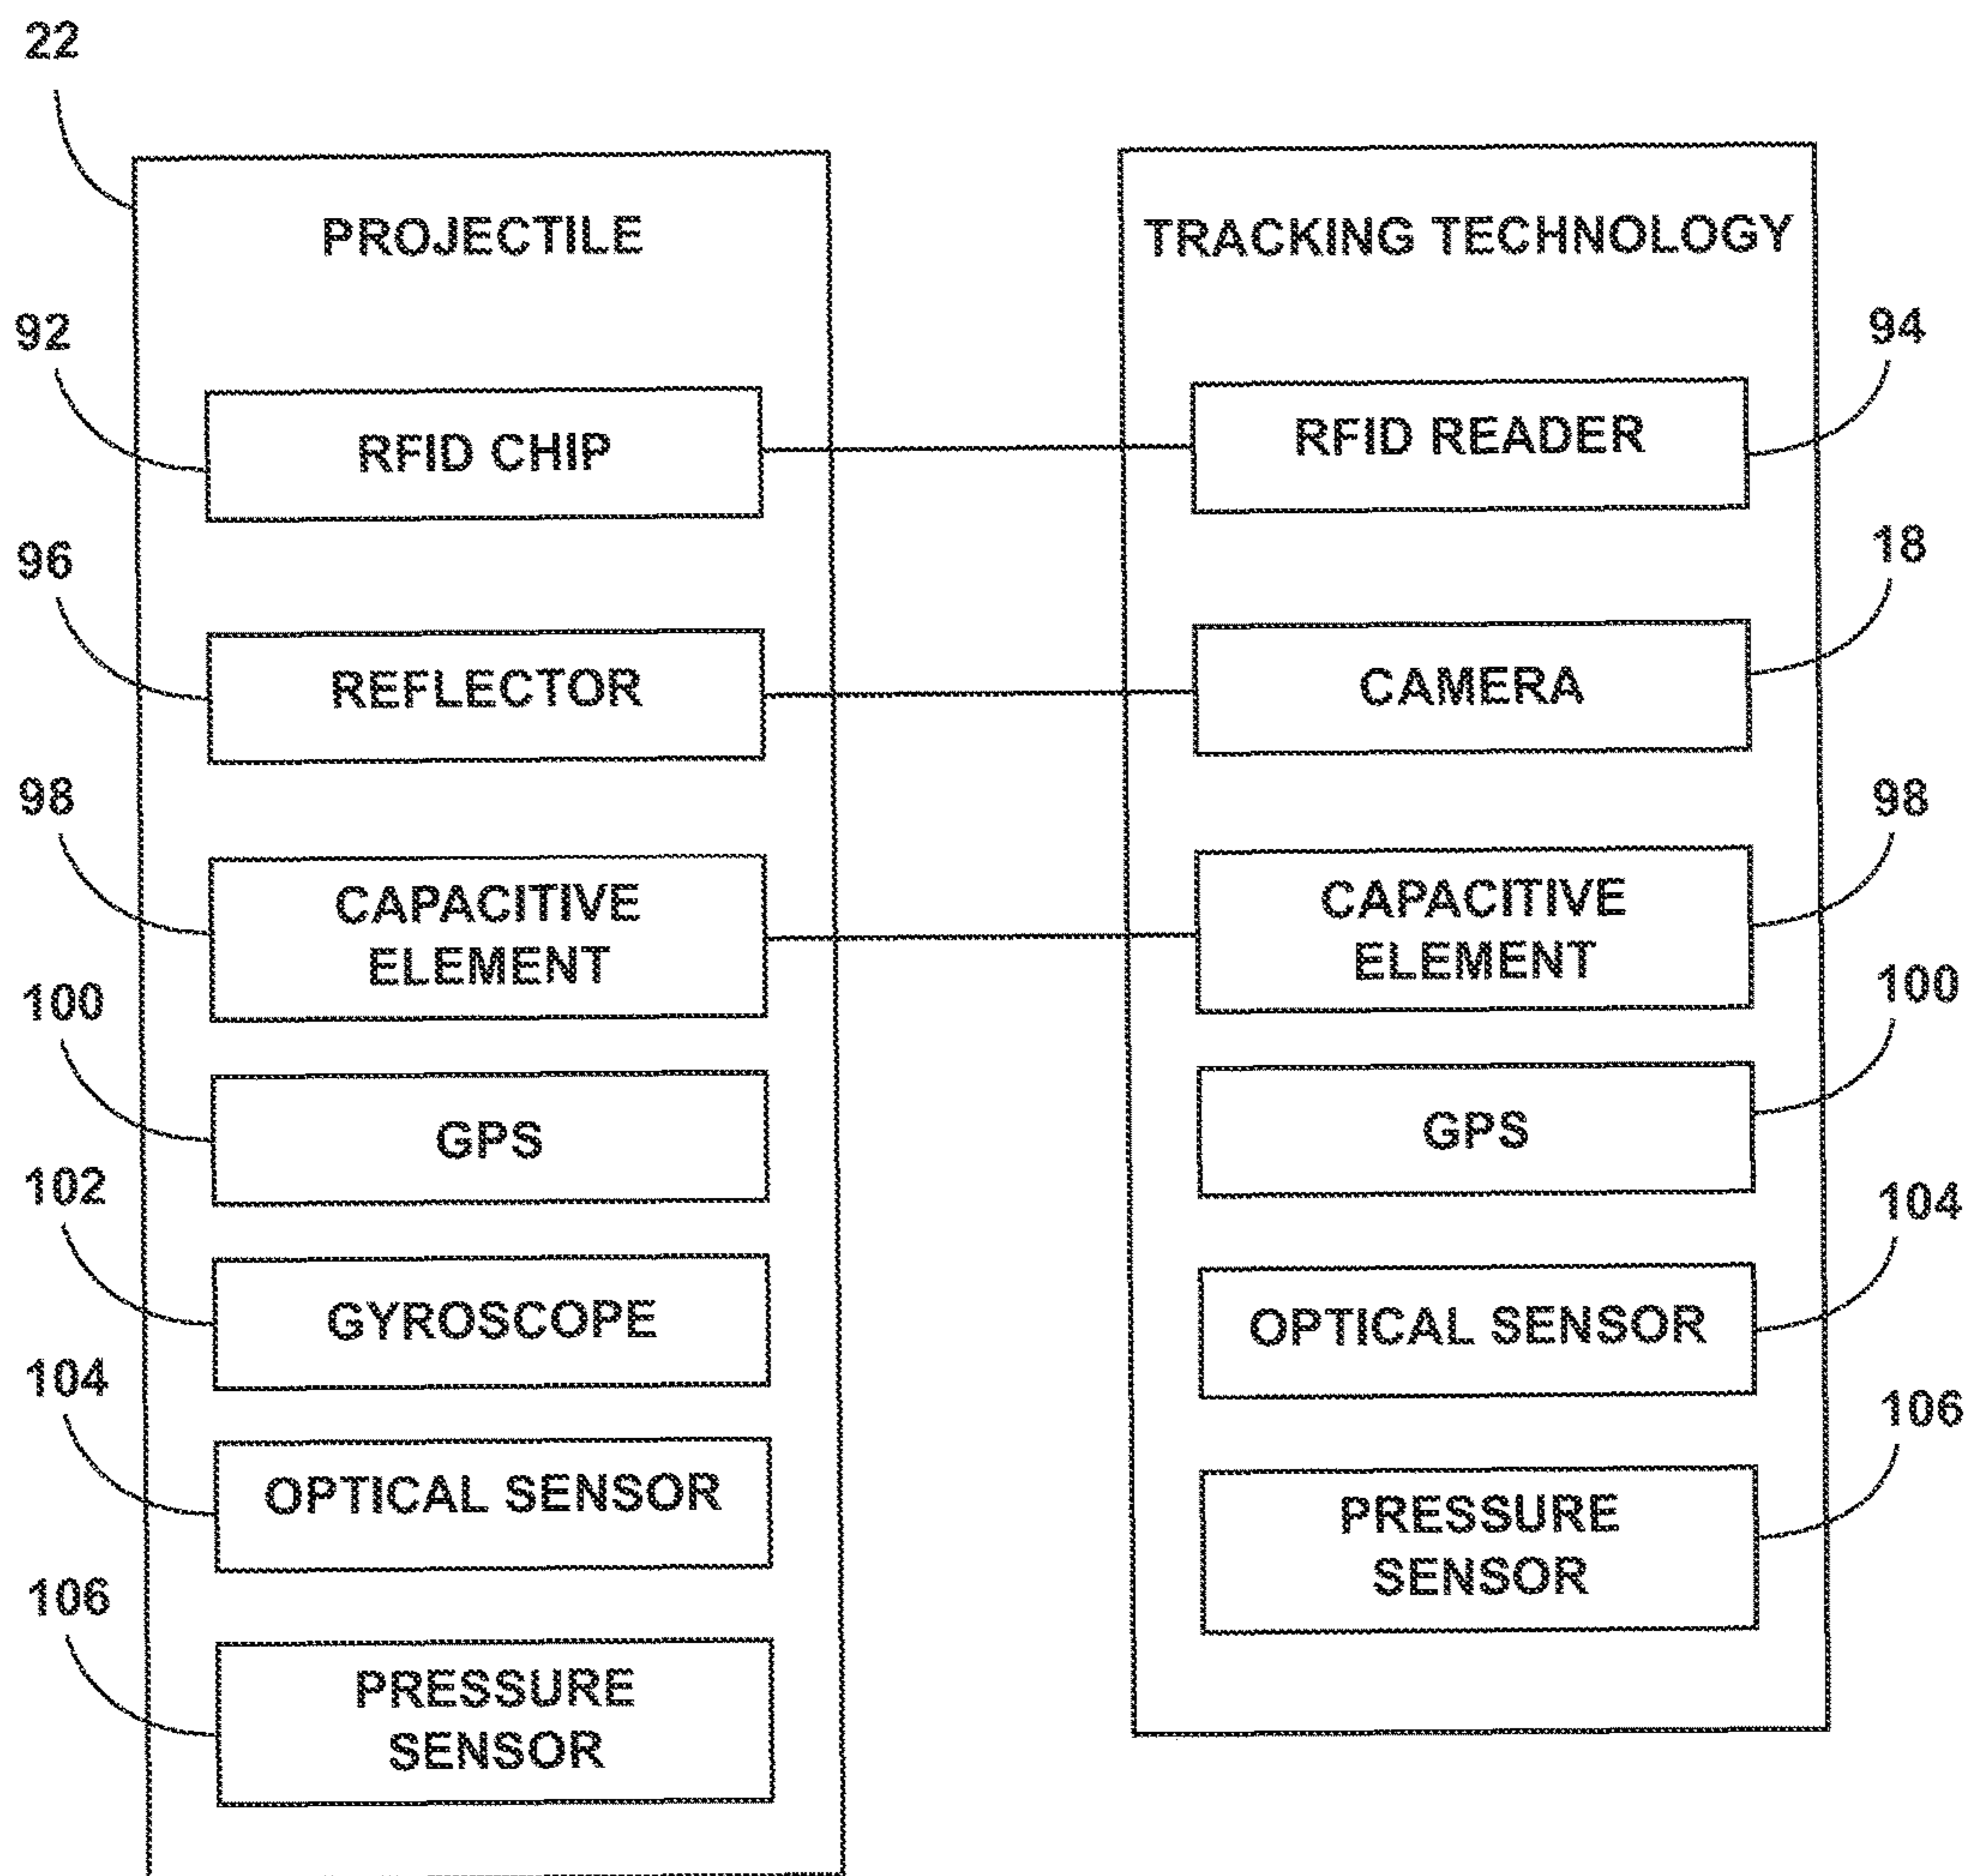 22
PROJECTILE
92
RFID CHIP
96
REFLECTOR
98
CAPACITIVE
ELEMENT
100
GPS
102
GYROSCOPE
104
OPTICAL SENSOR
106
PRESSURE
SENSOR
TRACKING TECHNOLOGY
94
RFID READER
18
CAMERA
98
CAPACITIVE
ELEMENT
100
GPS
104
OPTICAL SENSOR
106
PRESSURE
SENSOR